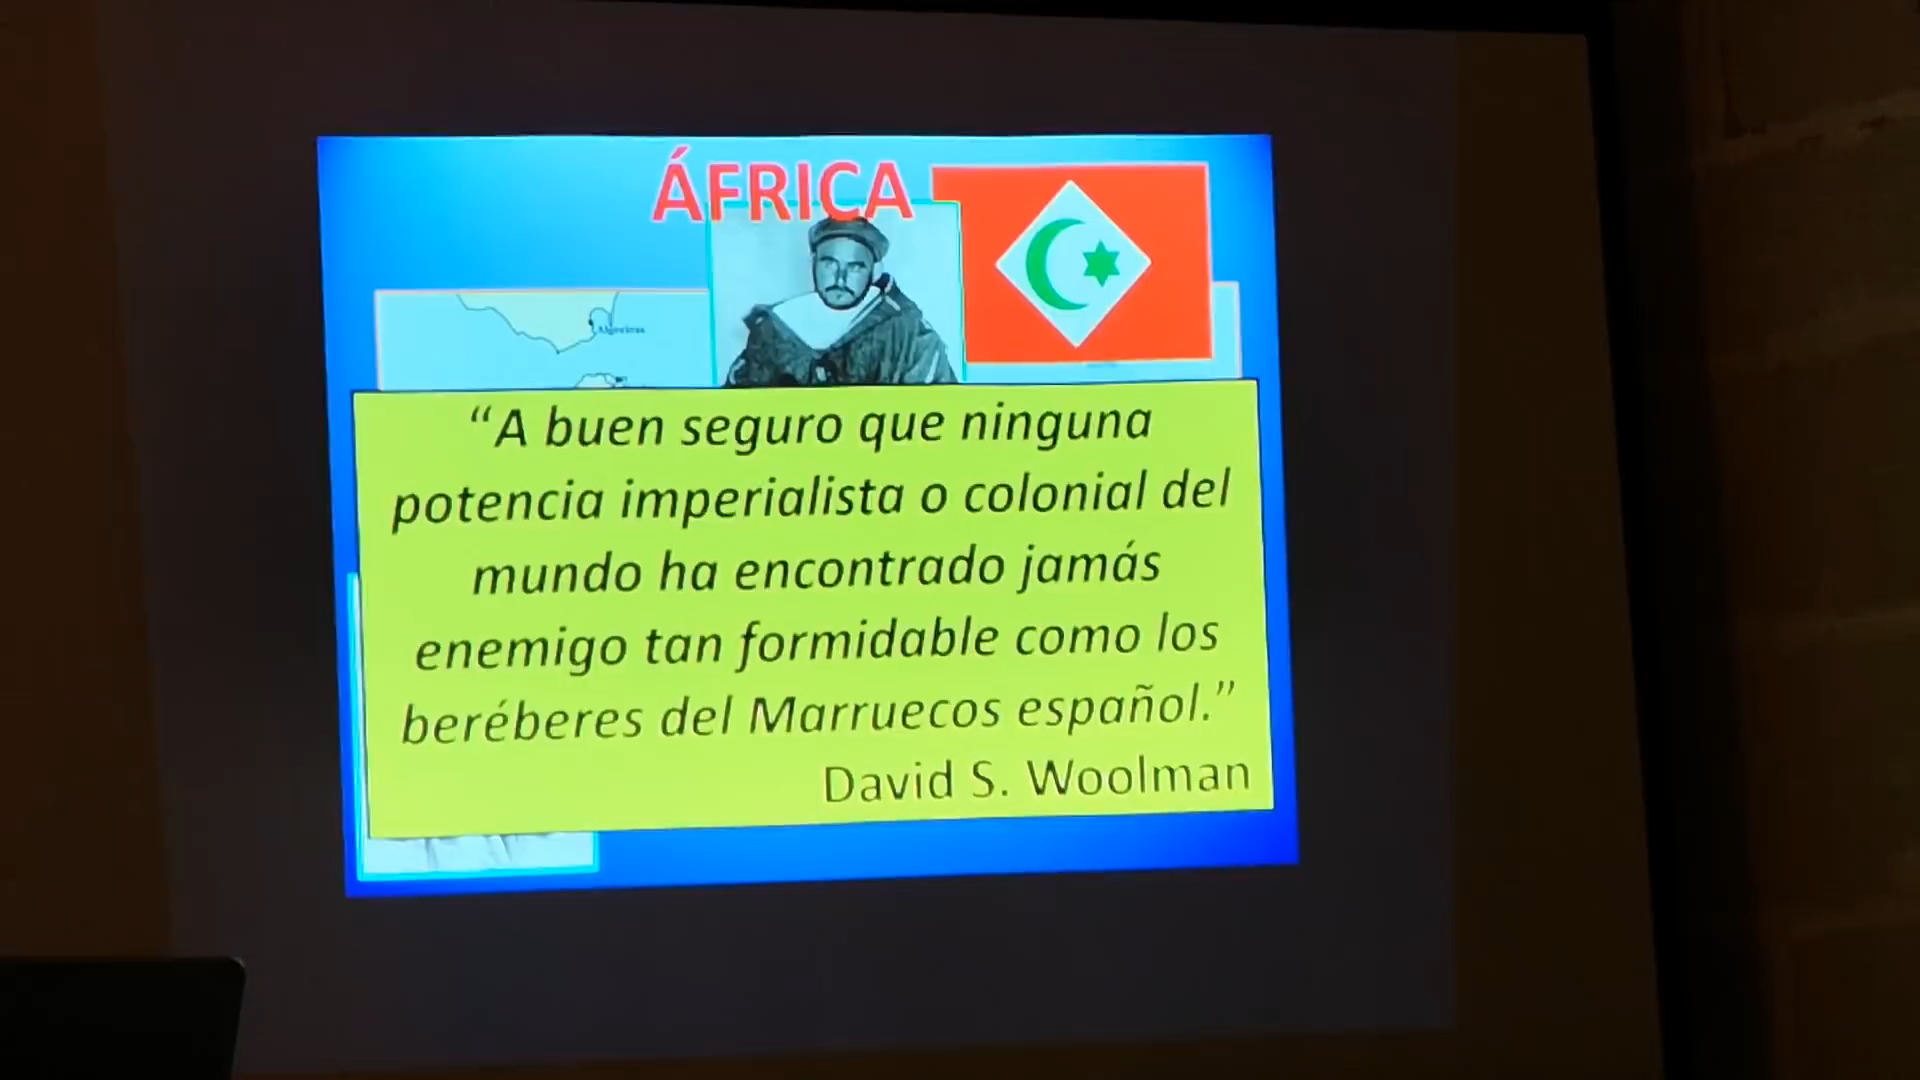 ÁFRICA
Algeciras
“A buen seguro que ninguna
potencia imperialista o colonial del
mundo ha encontrado jamás
enemigo tan formidable como los
beréberes del Marruecos español.”
David S. Woolman